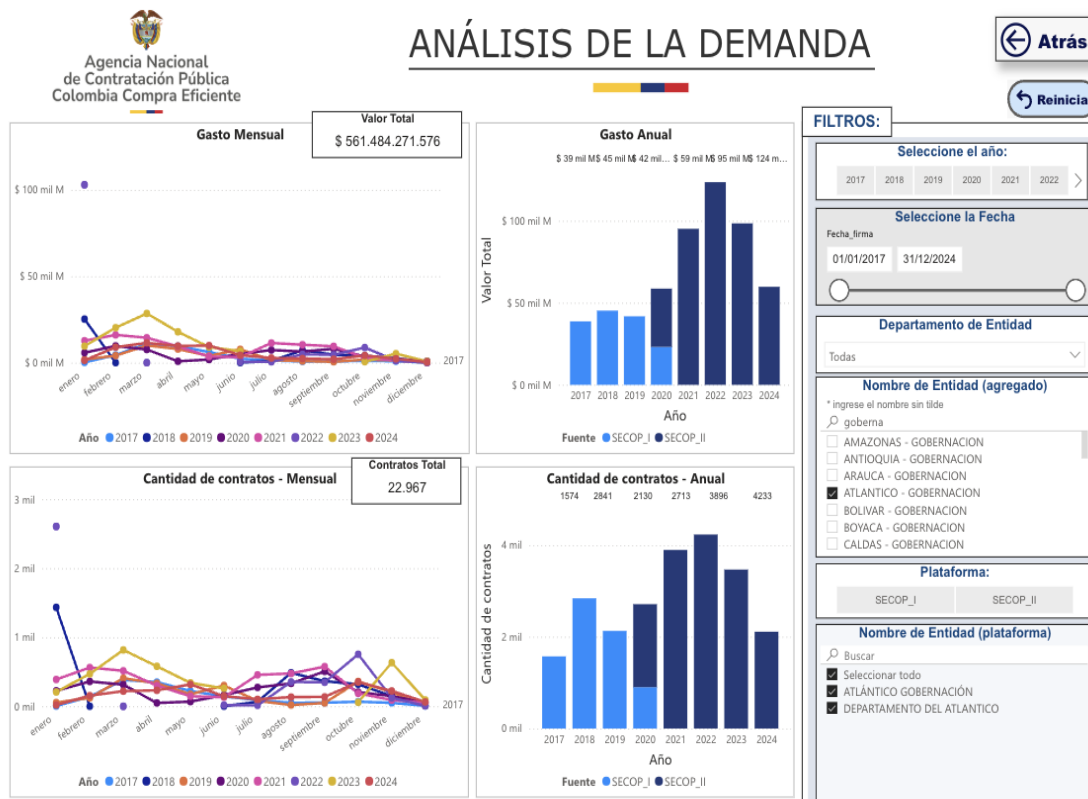 Agencia Nacional
de Contratación Pública
Colombia Compra Eficiente
ANÁLISIS DE LA DEMANDA
Atrás
Reinicia
Gasto Mensual
Valor Total
$ 561.484.271.576
$ 100 mil M
$ 50 mil M
$ 0 mil M
2017
enero
febrero
marzo
abril
mayo
junio
julio
agosto
septiembre
octubre
noviembre
diciembre
Año 2017 2018 2019 2020 2021 2022 2023 2024
Gasto Anual
$ 39 mil M$ 45 mil M$ 42 mil... $ 59 mil M$ 95 mil M$ 124 m...
Valor Total
$ 100 mil M
$ 50 mil M
$ 0 mil M
2017 2018 2019 2020 2021 2022 2023 2024
Año
Fuente SECOP_I SECOP_II
Cantidad de contratos - Mensual
Contratos Total
22.967
3 mil
2 mil
1 mil
0 mil
2017
enero
febrero
marzo
abril
mayo
junio
julio
agosto
septiembre
octubre
noviembre
diciembre
Año 2017 2018 2019 2020 2021 2022 2023 2024
Cantidad de contratos - Anual
1574 2841 2130 2713 3896 4233
Cantidad de contratos
4 mil
2 mil
0 mil
2017 2018 2019 2020 2021 2022 2023 2024
Año
Fuente SECOP_I SECOP_II
FILTROS:
Seleccione el año:
2017 2018 2019 2020 2021 2022
Seleccione la Fecha
Fecha_firma
01/01/2017 31/12/2024
Departamento de Entidad
Todas
Nombre de Entidad (agregado)
* ingrese el nombre sin tilde
goberna
AMAZONAS - GOBERNACION
ANTIOQUIA - GOBERNACION
ARAUCA - GOBERNACION
ATLANTICO - GOBERNACION
BOLIVAR - GOBERNACION
BOYACA - GOBERNACION
CALDAS - GOBERNACION
Plataforma:
SECOP_I SECOP_II
Nombre de Entidad (plataforma)
Buscar
Seleccionar todo
ATLÁNTICO GOBERNACIÓN
DEPARTAMENTO DEL ATLANTICO